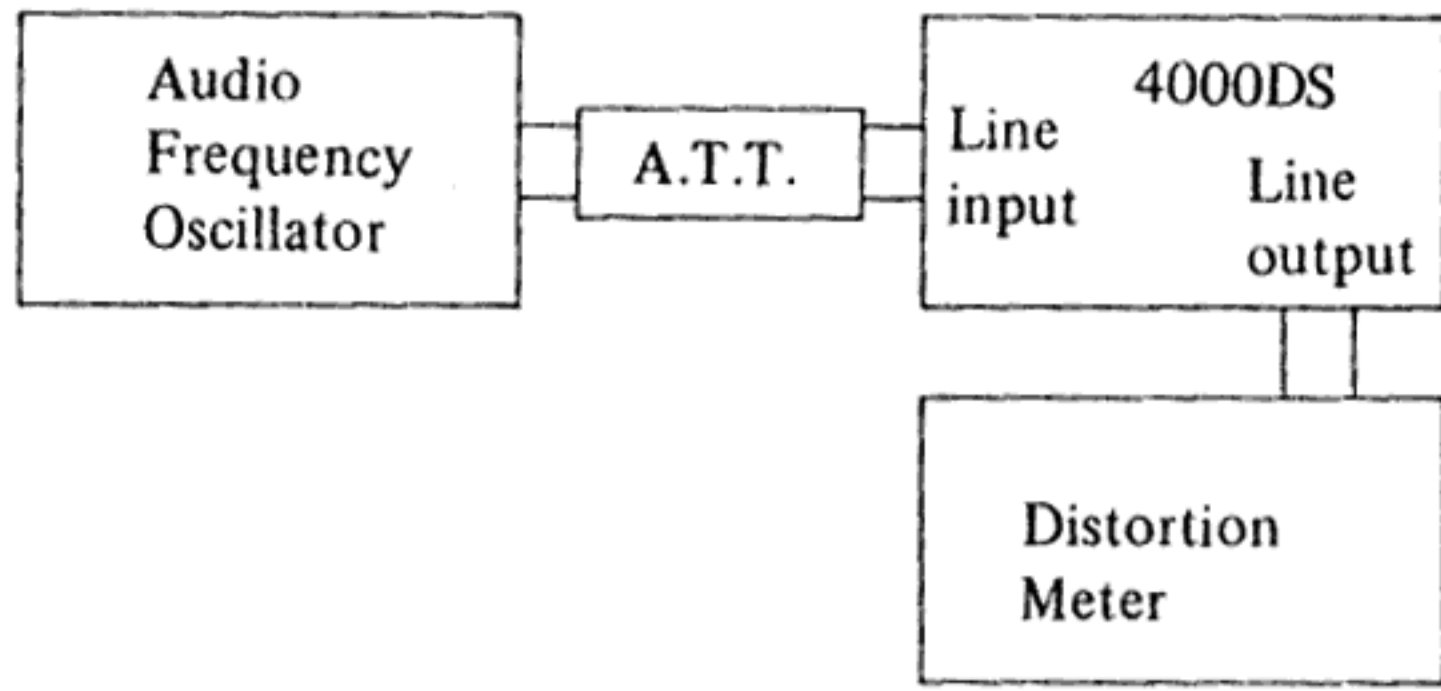 Audio
Frequency
Oscillator
A.T.T.
4000DS
Line
input
Line
output
Distortion
Meter